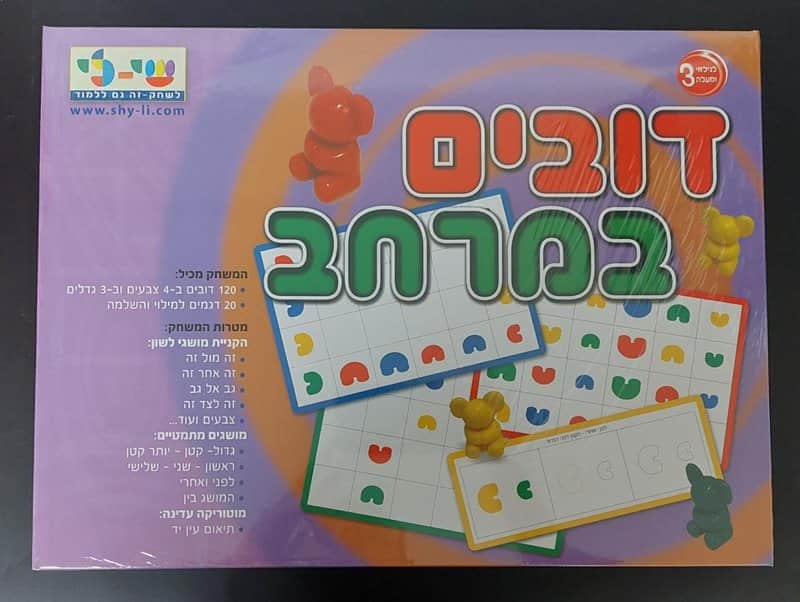 שי-לי
לשחק-זה גם ללמוד
www.shy-li.com
לגילאי
3
ומעלה
דובים
במרחב
המשחק מכיל:
• 120 דובים ב-4 צבעים וב-3 גדלים
• 20 דגמים למילוי והשלמה
מטרות המשחק:
הקניית מושגי לשון:
• זה מול זה
• זה אחר זה
• גב אל גב
• זה לצד זה
• צבעים ועוד...
מושגים מתמטיים:
• גדול- קטן - יותר קטן
• ראשון - שני - שלישי
• לפני ואחרי
• המושג בין
מוטוריקה עדינה:
• תיאום עין יד